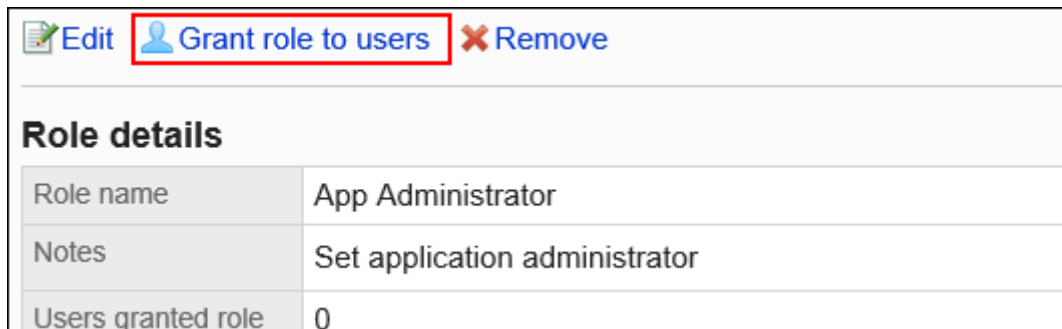 Edit Grant role to users Remove
Role details
Role name App Administrator
Notes Set application administrator
Users granted role 0